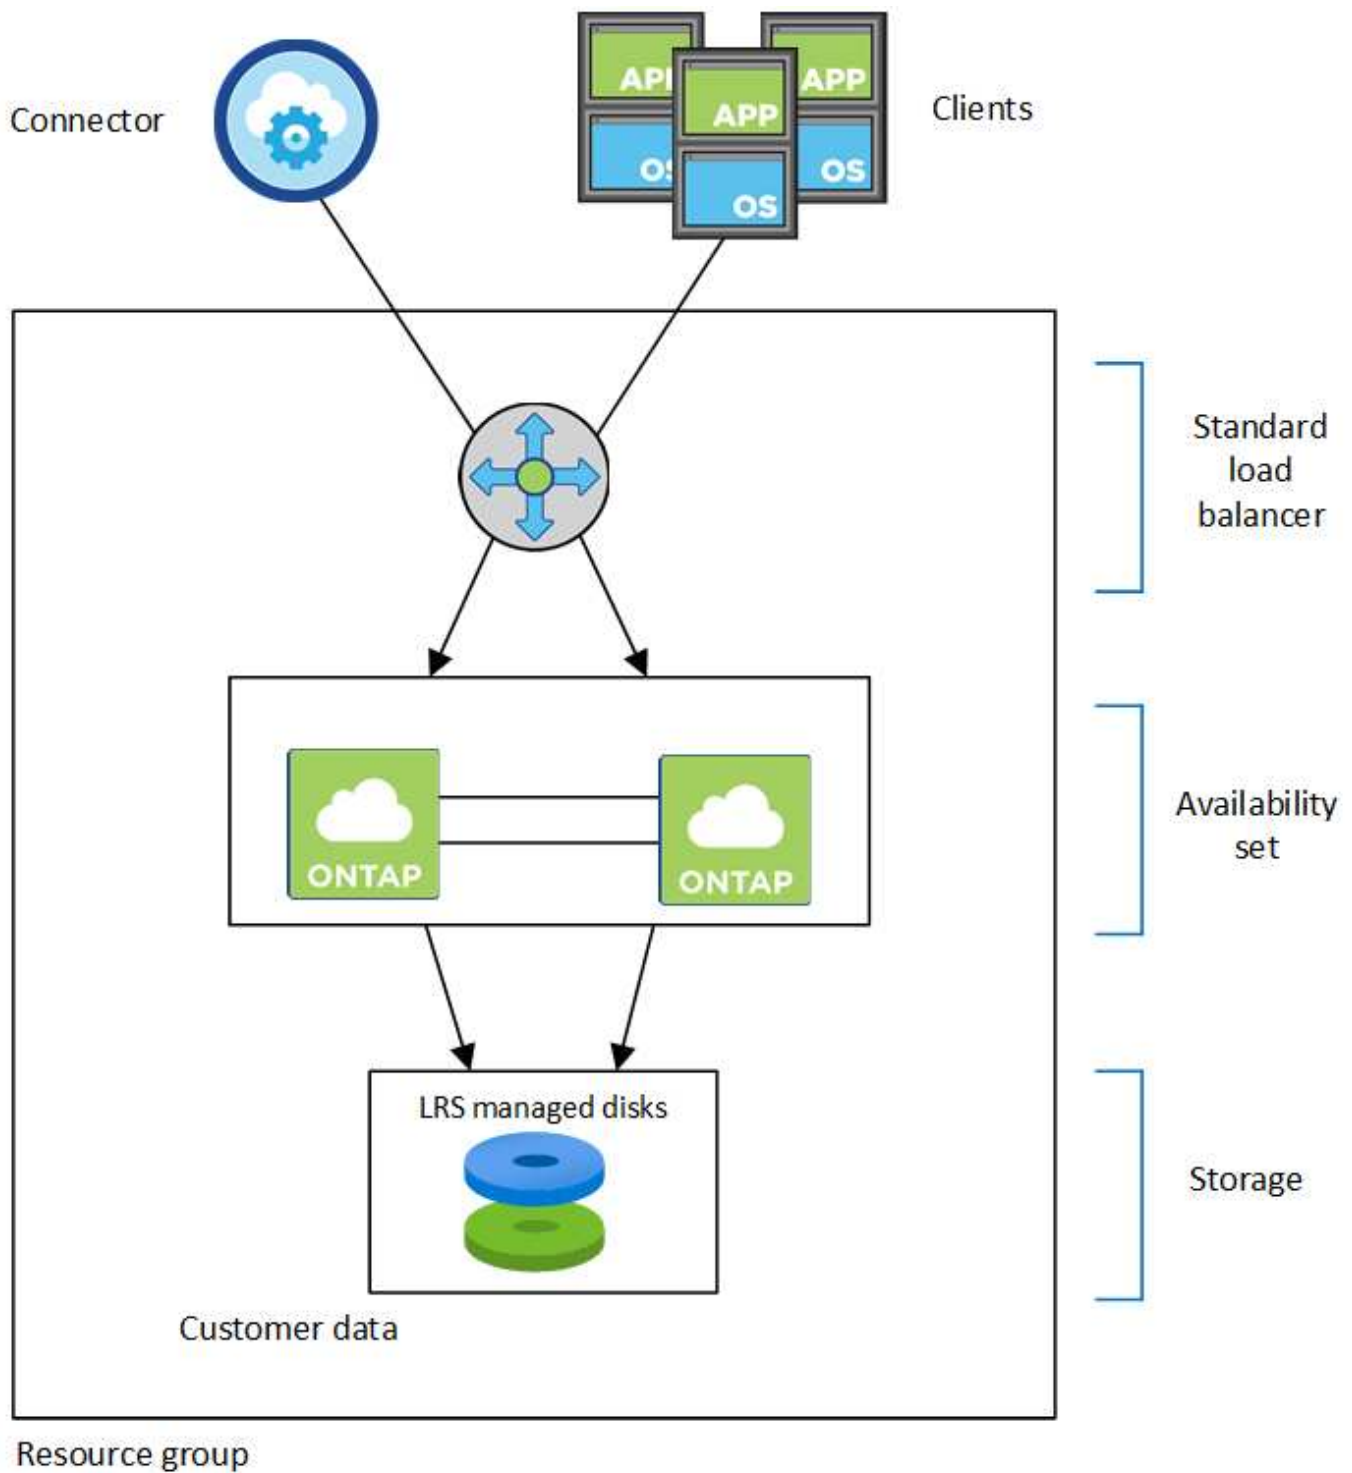 Connector
APP
APP
APP
Clients
OS
OS
OS
Standard
load
balancer
ONTAP
ONTAP
Availability
set
LRS managed disks
Storage
Customer data
Resource group